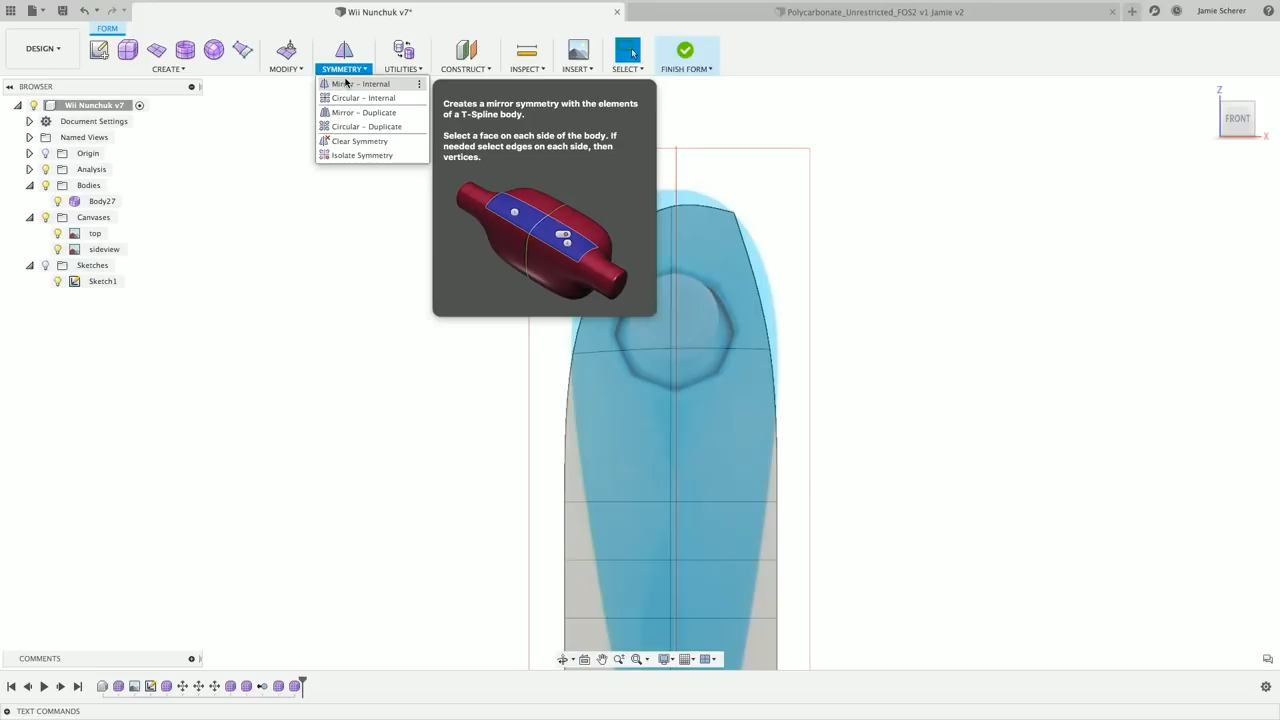 Wii Nunchuk v7*
Polycarbonate_Unrestricted_FOS2 v1 Jamie v2
Jamie Scherer
FORM
DESIGN
CREATE
MODIFY
SYMMETRY
UTILITIES
CONSTRUCT
INSPECT
INSERT
SELECT
FINISH FORM
BROWSER
Wii Nunchuk v7
Document Settings
Named Views
Origin
Analysis
Bodies
Body27
Canvases
top
sideview
Sketches
Sketch1
Mirror - Internal
Circular - Internal
Mirror - Duplicate
Circular - Duplicate
Clear Symmetry
Isolate Symmetry
Creates a mirror symmetry with the elements
of a T-Spline body.
Select a face on each side of the body. If
needed select edges on each side, then
vertices.
Z
FRONT
X
COMMENTS
TEXT COMMANDS